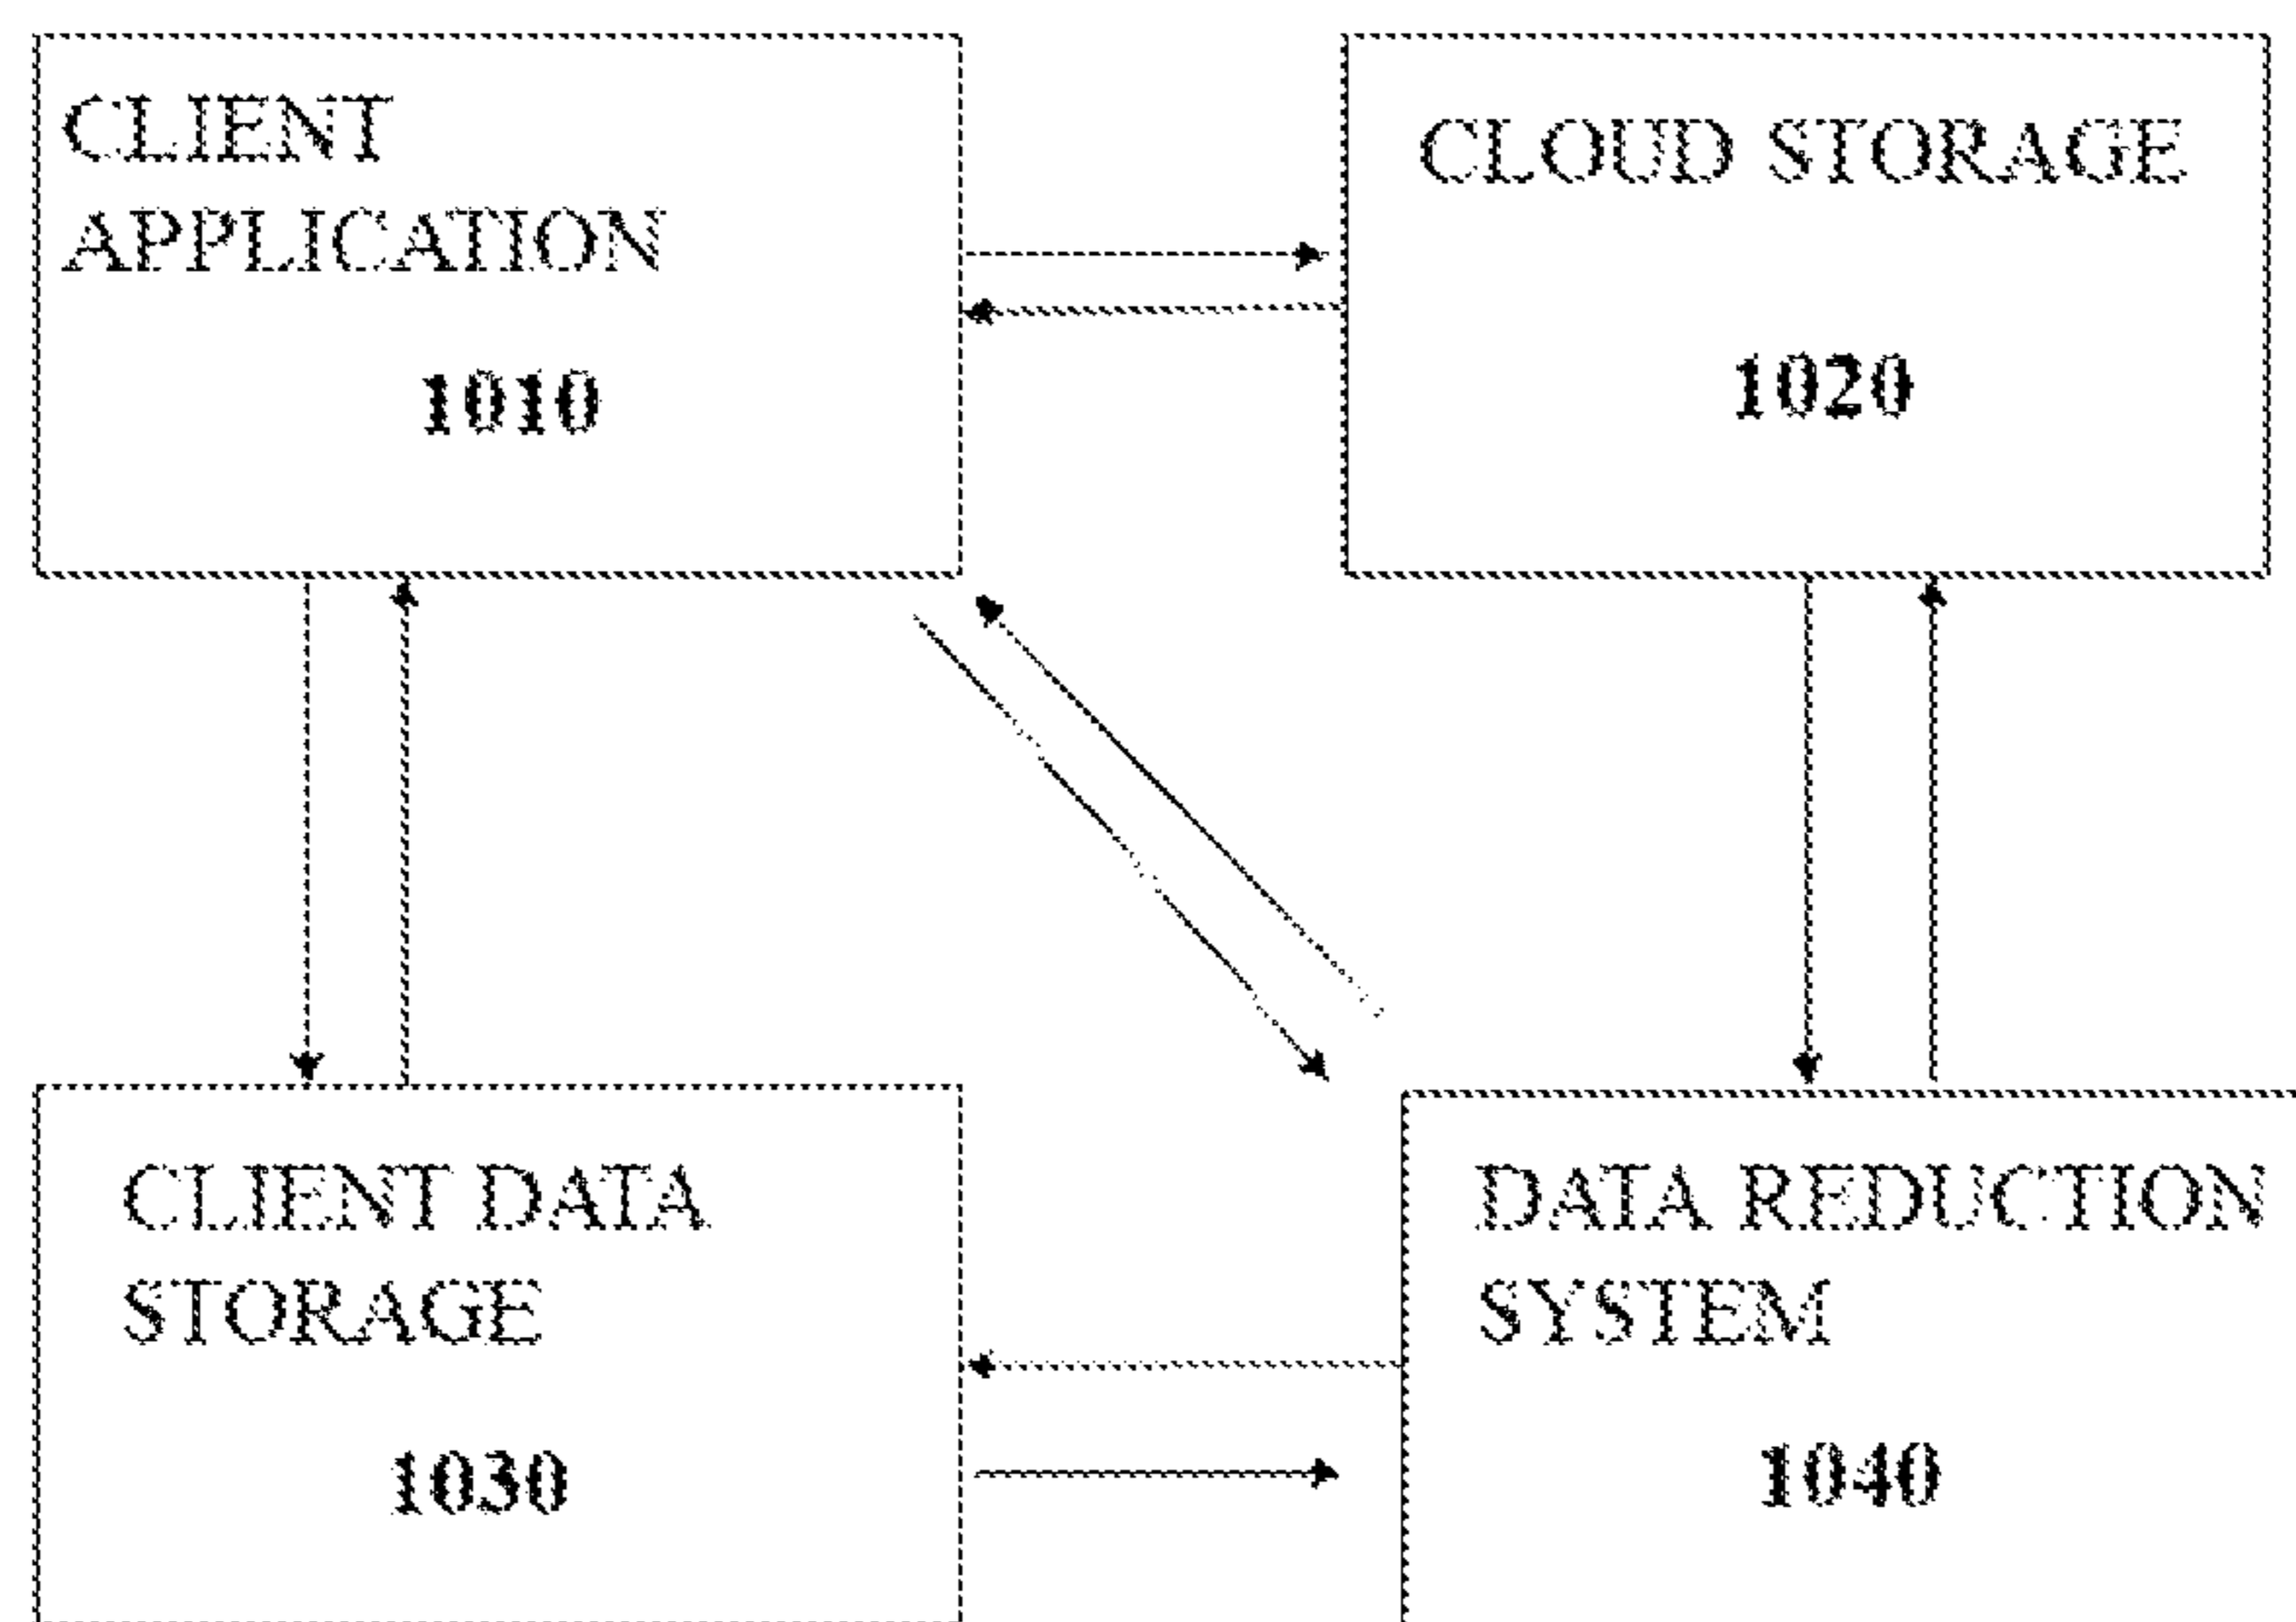 CLIENT
APPLICATION
1010
CLOUD STORAGE
1020
CLIENT DATA
STORAGE
1030
DATA REDUCTION
SYSTEM
1040